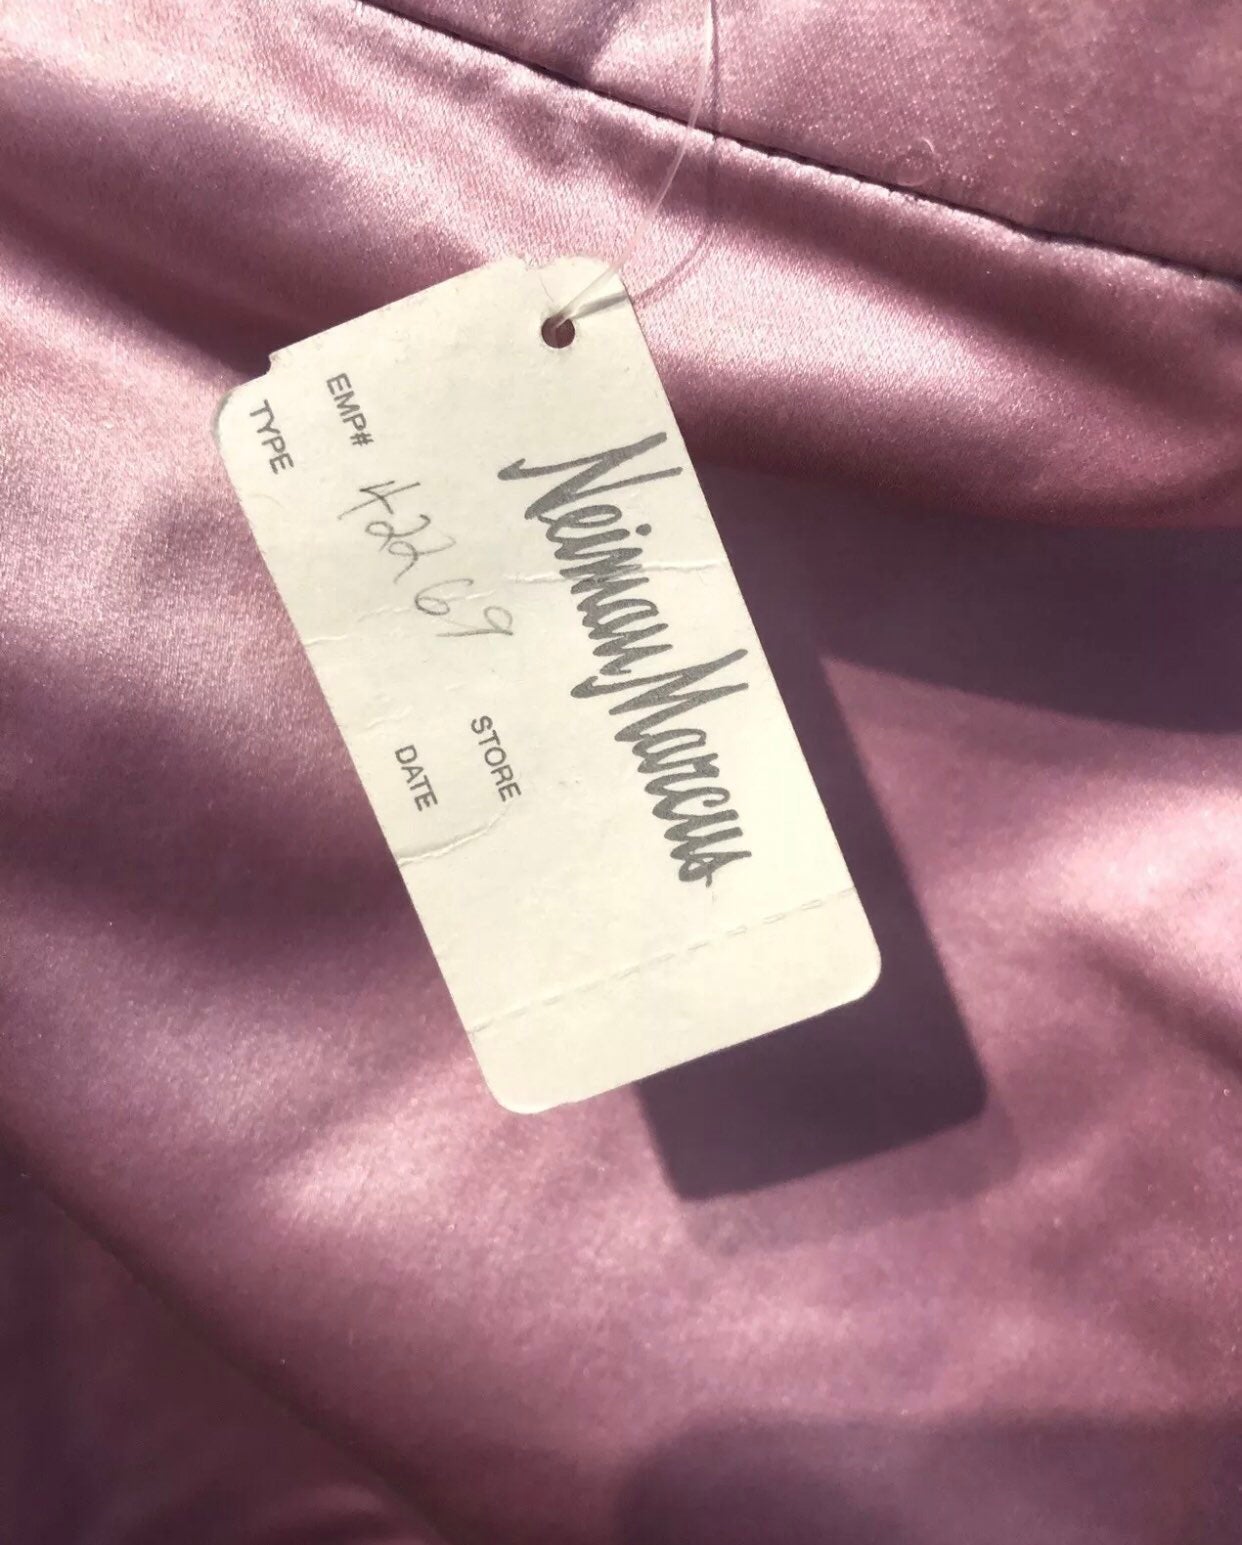 Neiman Marcus
EMP# 42269
STORE
TYPE
DATE